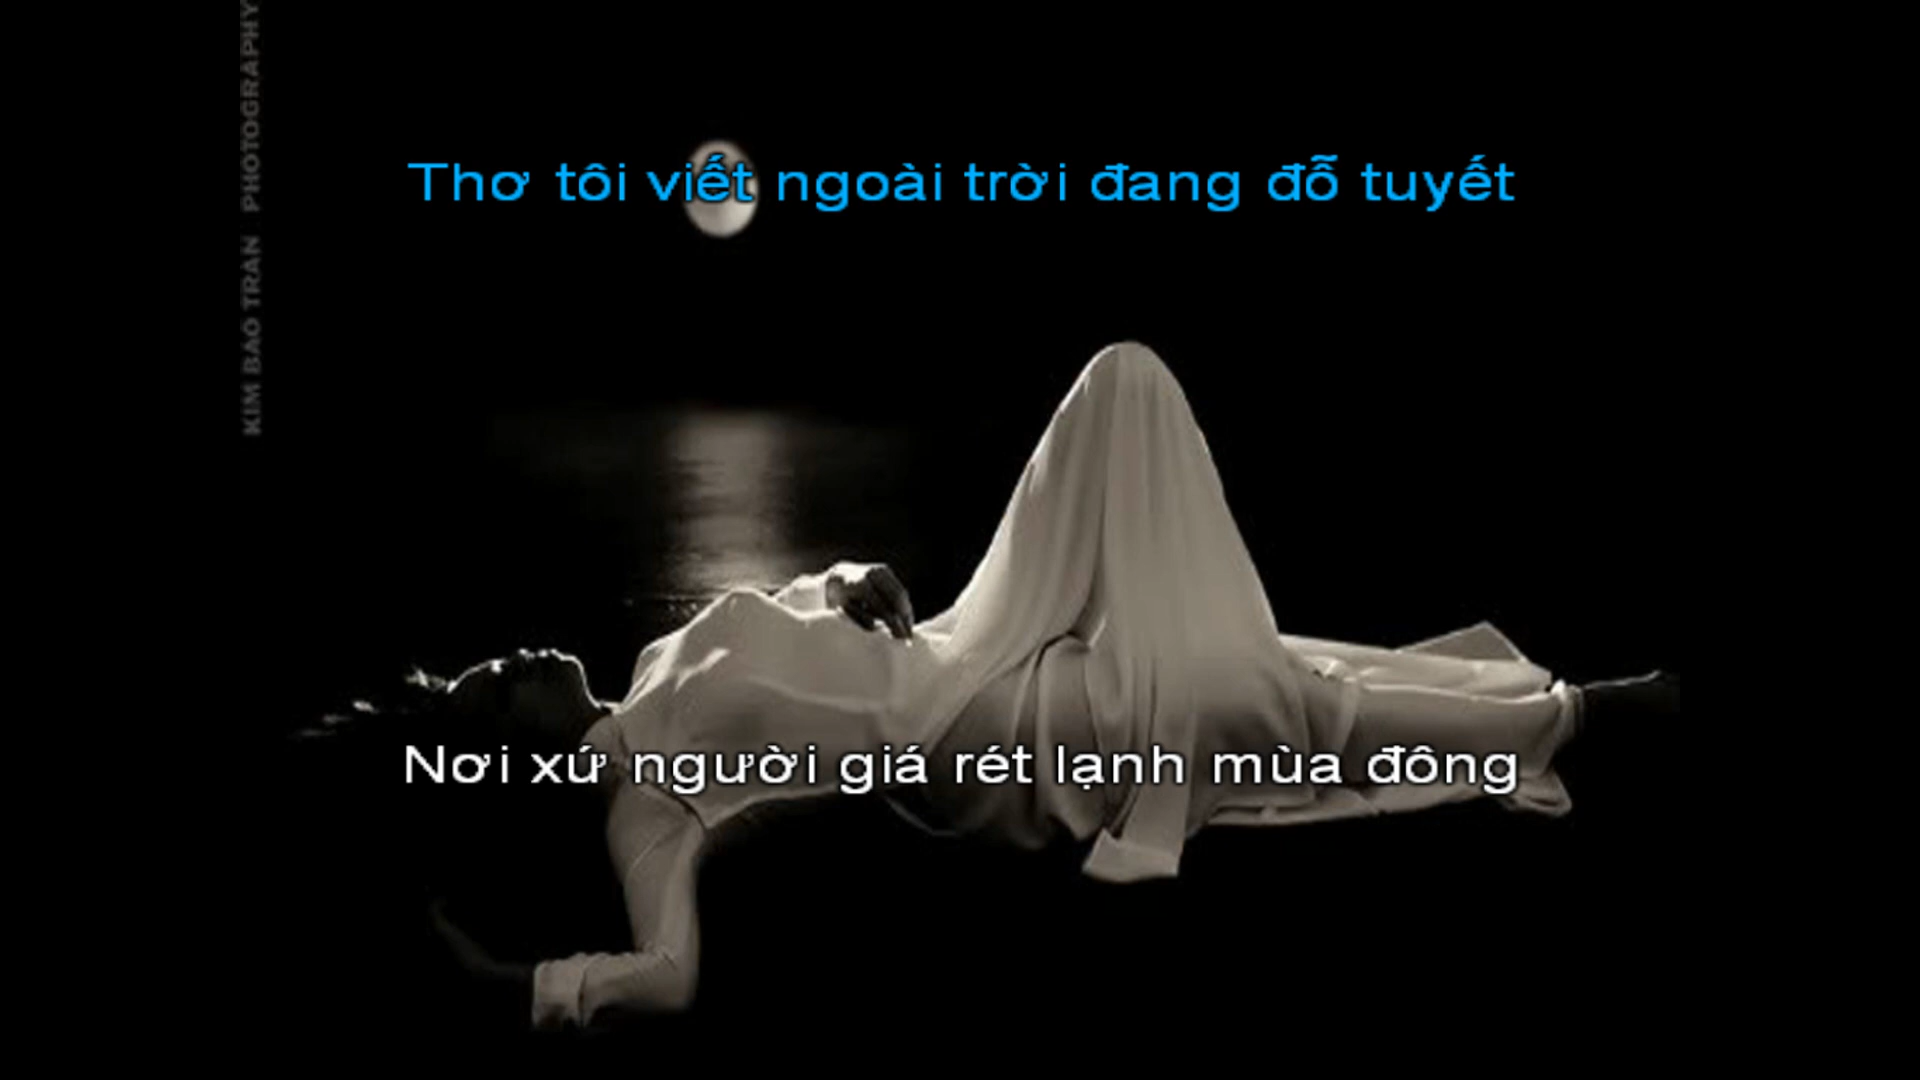 Thơ tôi viết ngoài trời đang đỗ tuyết
Nơi xứ người giá rét lạnh mùa đông
KIM BAO TRAN PHOTOGRAPHY